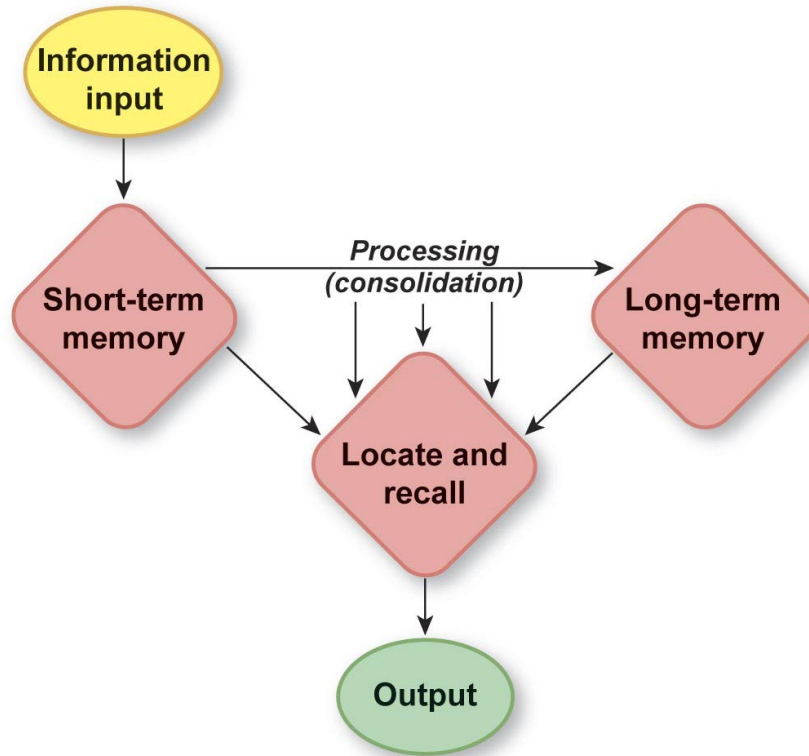 Information
input
Processing
(consolidation)
Short-term
memory
Long-term
memory
Locate and
recall
Output